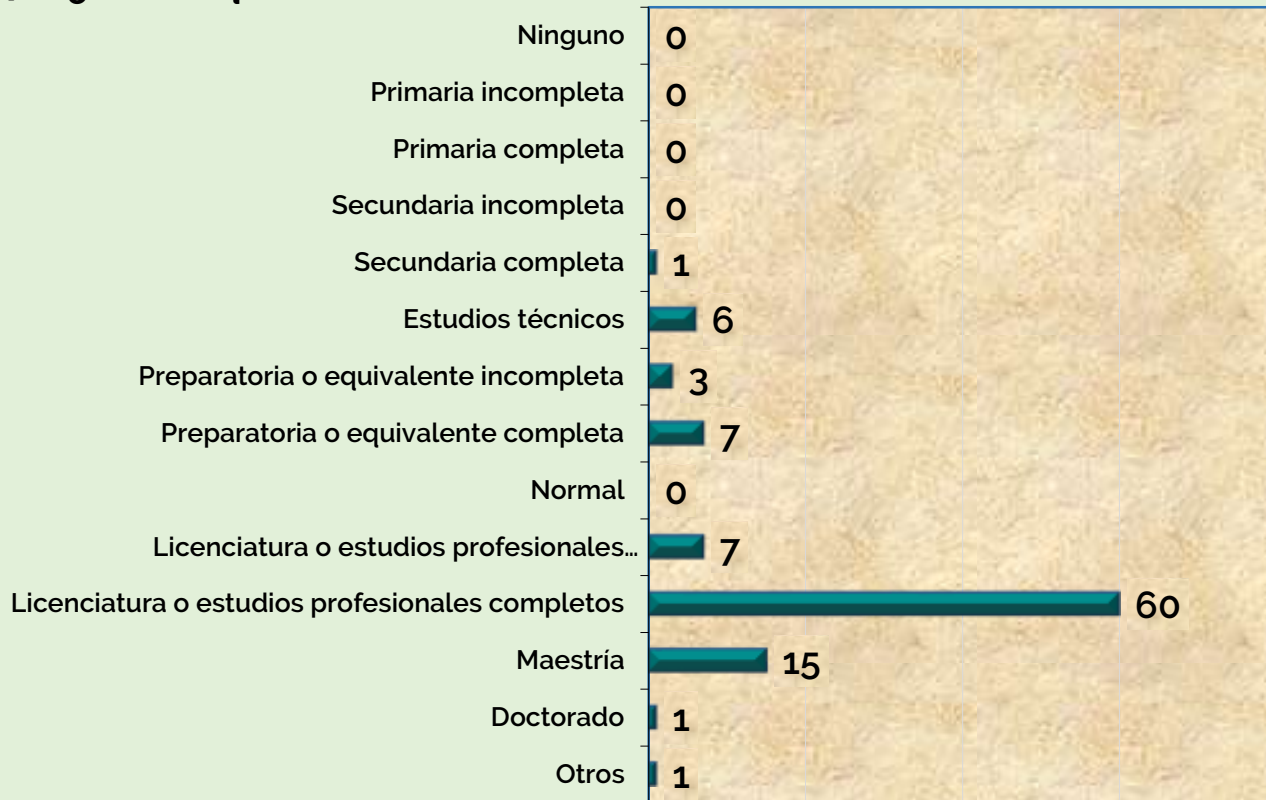 Ninguno 0
Primaria incompleta 0
Primaria completa 0
Secundaria incompleta 0
Secundaria completa 1
Estudios técnicos 6
Preparatoria o equivalente incompleta 3
Preparatoria o equivalente completa 7
Normal 0
Licenciatura o estudios profesionales… 7
Licenciatura o estudios profesionales completos 60
Maestría 15
Doctorado 1
Otros 1